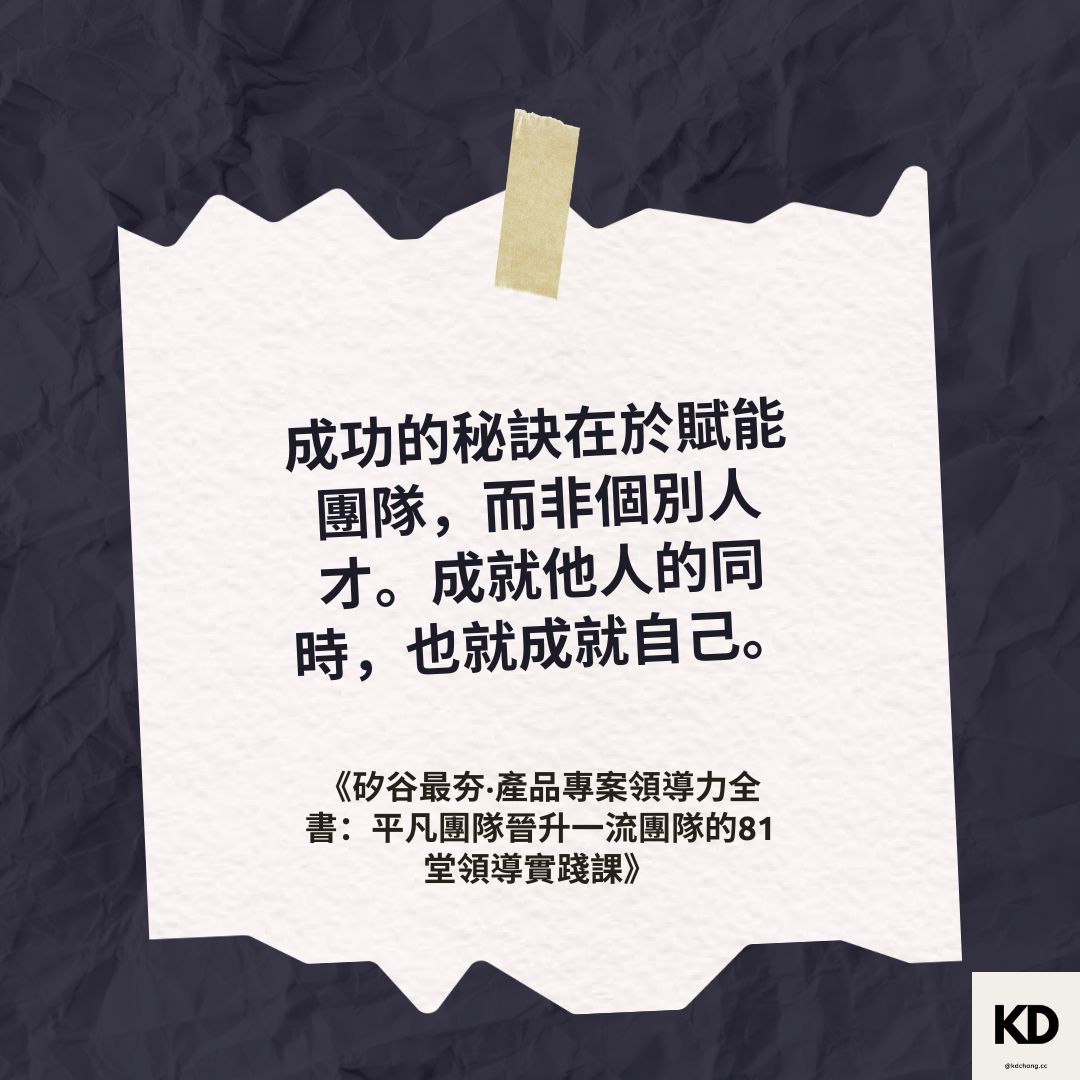 成功的秘訣在於賦能
團隊，而非個別人
才。成就他人的同
時，也就成就自己。
《矽谷最夯·產品專案領導力全
書：平凡團隊晉升一流團隊的81
堂領導實踐課》
KD
@kdchang.cc